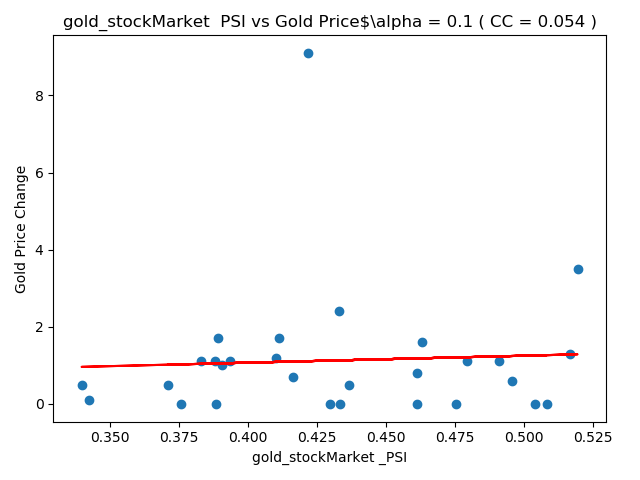 gold_stockMarket  PSI vs Gold Price$\alpha = 0.1 ( CC = 0.054 )
8
6
4
2
0
Gold Price Change
0.350 0.375 0.400 0.425 0.450 0.475 0.500 0.525
gold_stockMarket _PSI